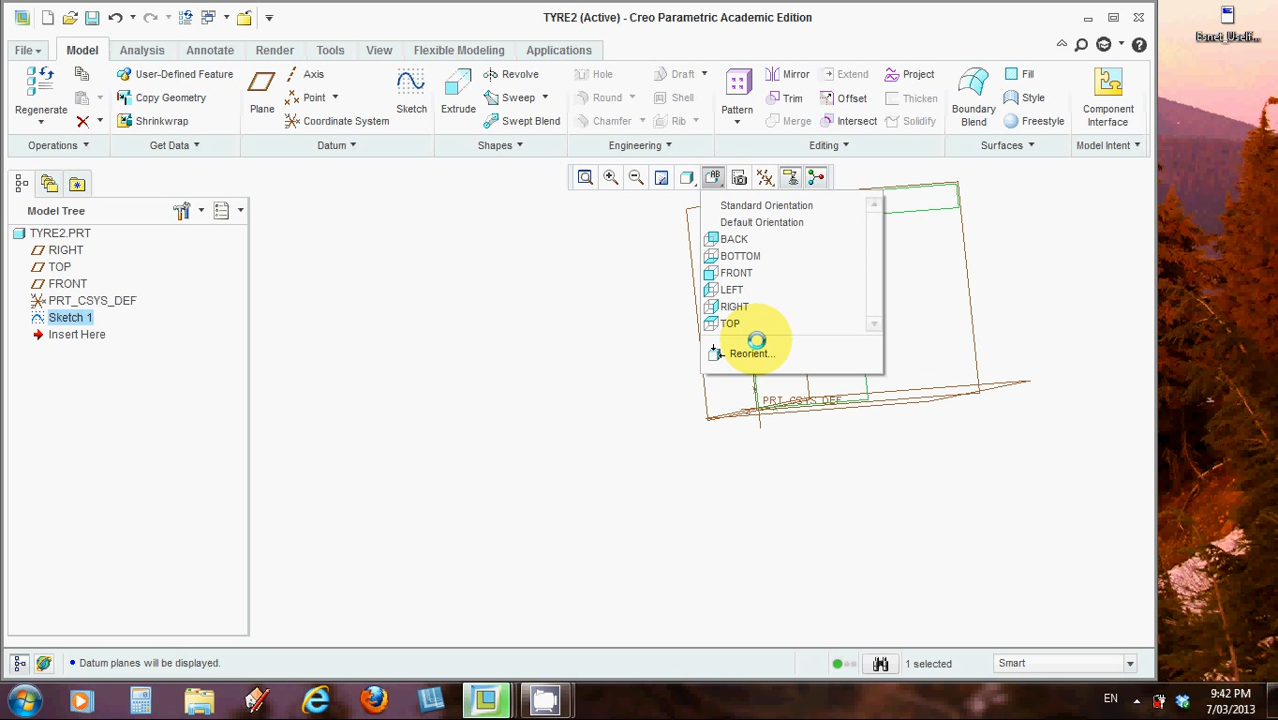 TYRE2 (Active) - Creo Parametric Academic Edition
File Model Analysis Annotate Render Tools View Flexible Modeling Applications
Regenerate
User-Defined Feature
Copy Geometry
Shrinkwrap
Plane
Axis
Point
Coordinate System
Sketch
Extrude
Revolve
Sweep
Swept Blend
Hole
Round
Chamfer
Draft
Shell
Rib
Pattern
Mirror
Trim
Merge
Extend
Offset
Intersect
Project
Thicken
Solidify
Boundary
Blend
Fill
Style
Freestyle
Component
Interface
Operations Get Data Datum Shapes Engineering Editing Surfaces Model Intent
Model Tree
TYRE2.PRT
RIGHT
TOP
FRONT
PRT_CSYS_DEF
Sketch 1
Insert Here
Standard Orientation
Default Orientation
BACK
BOTTOM
FRONT
LEFT
RIGHT
TOP
Reorient...
PRT_CSYS_DEF
Datum planes will be displayed.
1 selected
Smart
EN
9:42 PM
7/03/2013